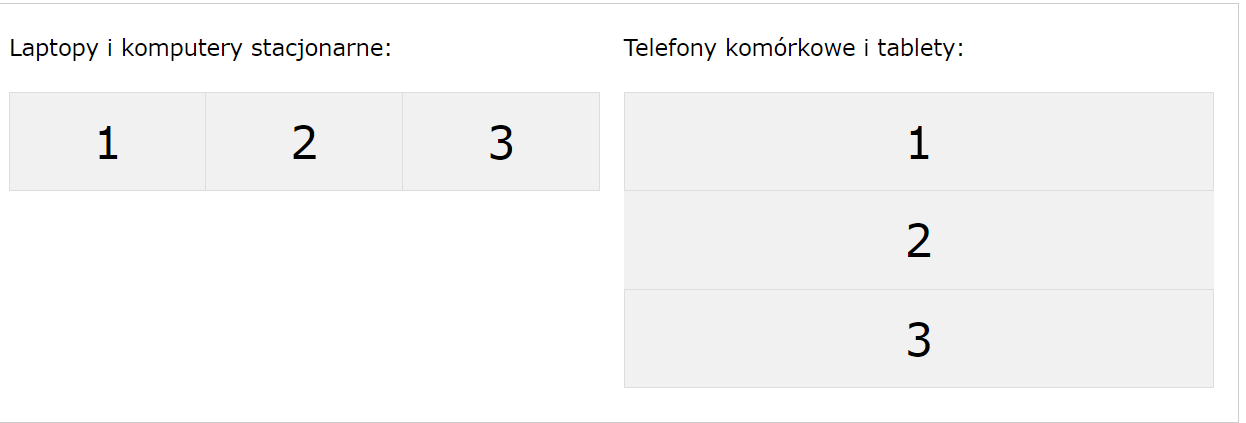 Laptopy i komputery stacjonarne:
1 2 3
Telefony komórkowe i tablety:
1
2
3